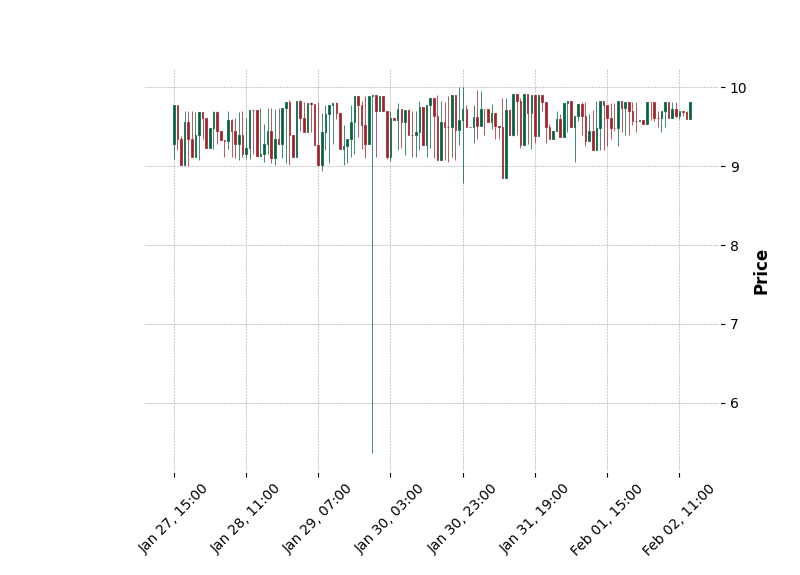 10
9
8
7
6
Price
Jan 27, 15:00
Jan 28, 11:00
Jan 29, 07:00
Jan 30, 03:00
Jan 30, 23:00
Jan 31, 19:00
Feb 01, 15:00
Feb 02, 11:00